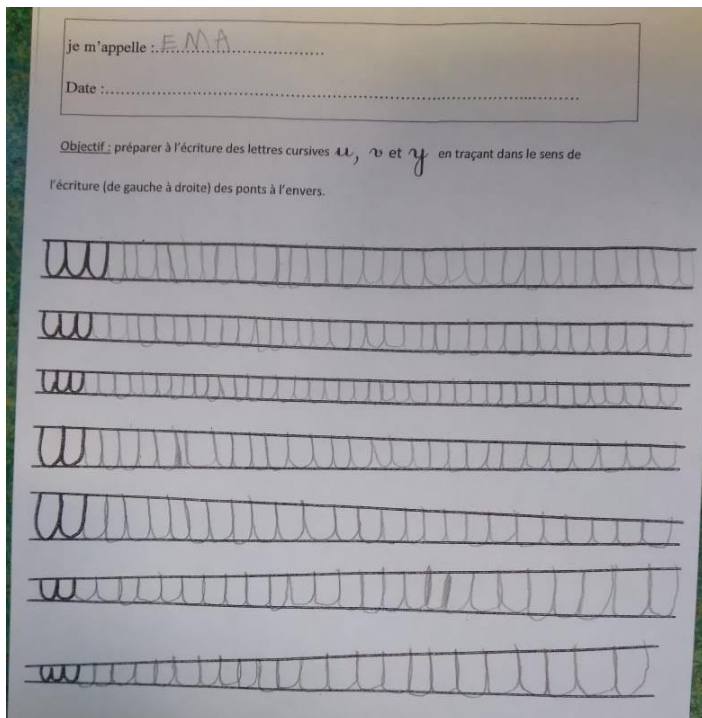 je m'appelle : EMA
Date :
Objectif : préparer à l'écriture des lettres cursives u, v et y en traçant dans le sens de
l'écriture (de gauche à droite) des ponts à l'envers.